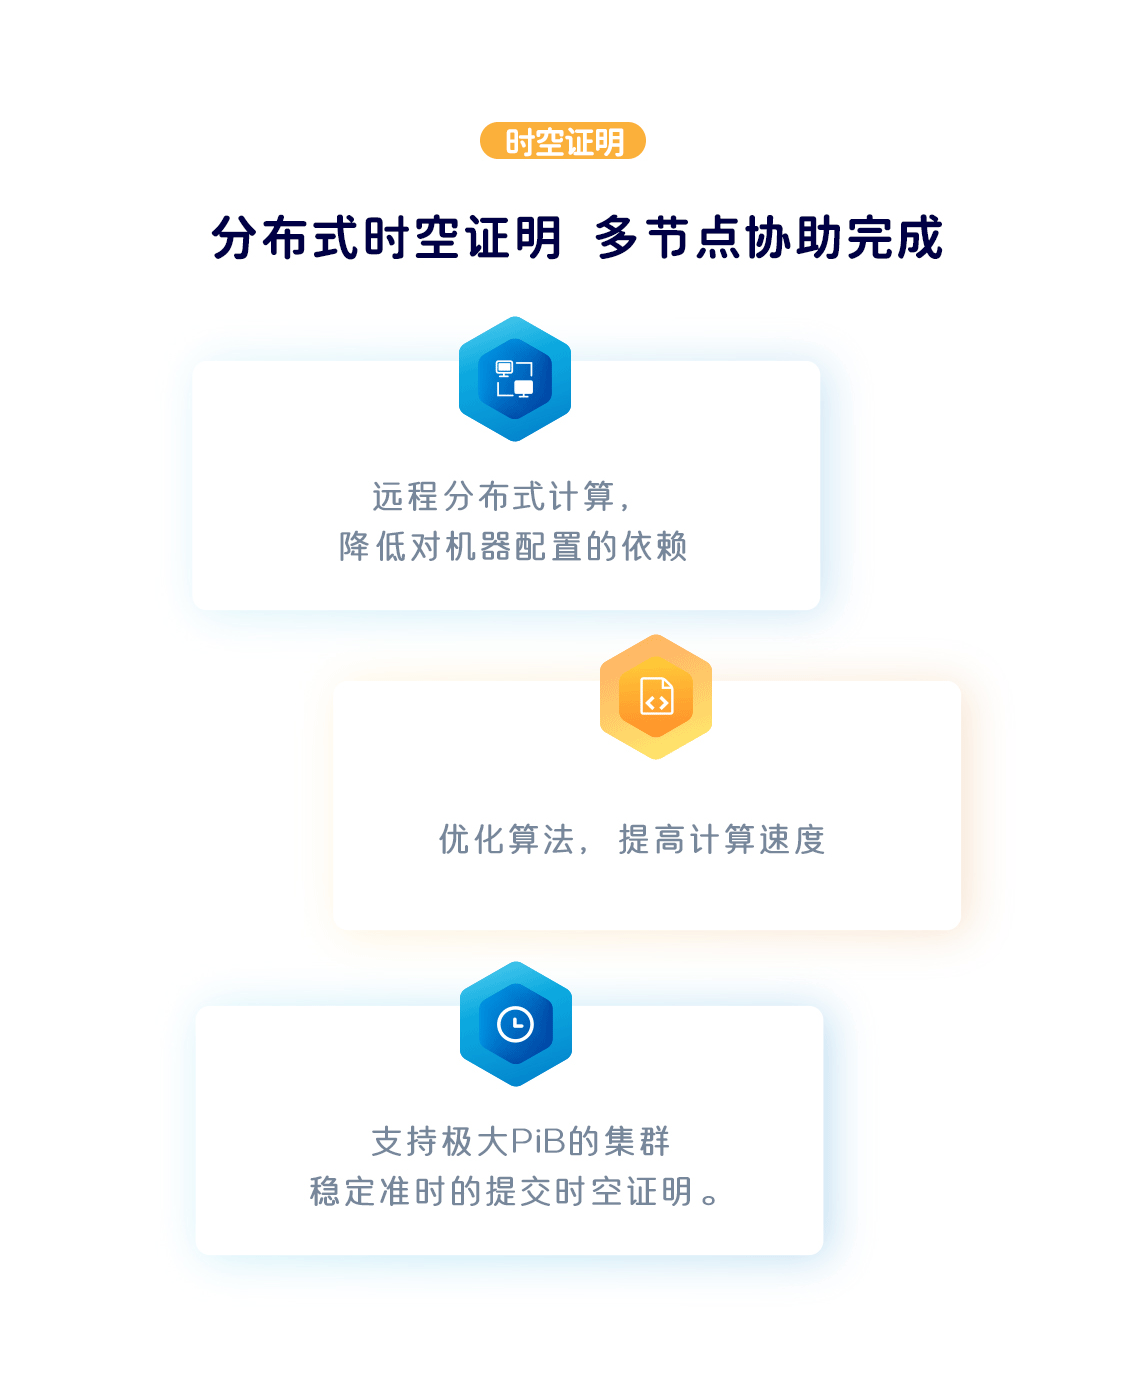 时空证明
分布式时空证明 多节点协助完成
远程分布式计算，
降低对机器配置的依赖
优化算法，提高计算速度
支持极大PiB的集群
稳定准时的提交时空证明。